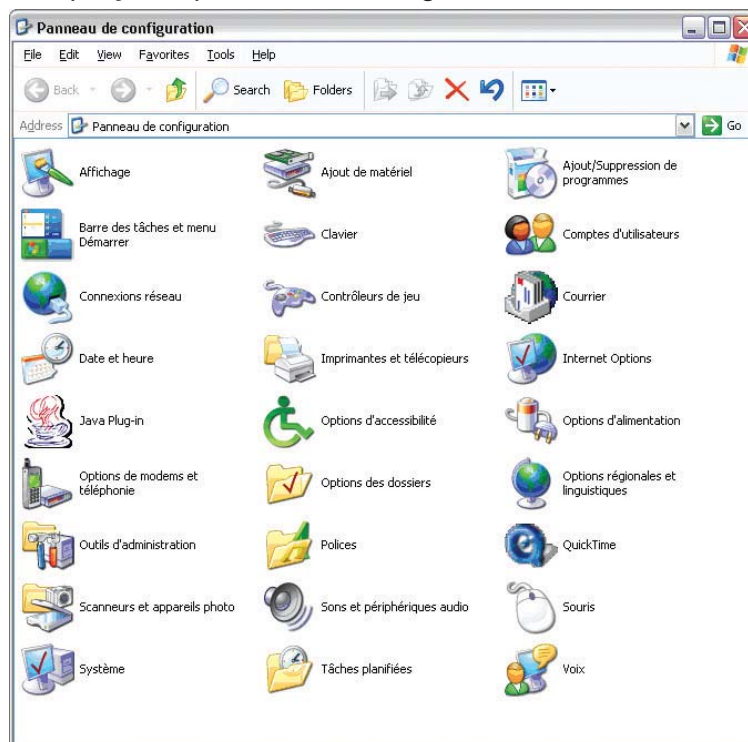 Panneau de configuration
File Edit View Favorites Tools Help
Back Search Folders
Address Panneau de configuration Go
Affichage
Ajout de matériel
Ajout/Suppression de
programmes
Barre des tâches et menu
Démarrer
Clavier
Comptes d'utilisateurs
Connexions réseau
Contrôleurs de jeu
Courrier
Date et heure
Imprimantes et télécopieurs
Internet Options
Java Plug-in
Options d'accessibilité
Options d'alimentation
Options de modems et
téléphonie
Options des dossiers
Options régionales et
linguistiques
Outils d'administration
Polices
QuickTime
Scanneurs et appareils photo
Sons et périphériques audio
Souris
Système
Tâches planifiées
Voix